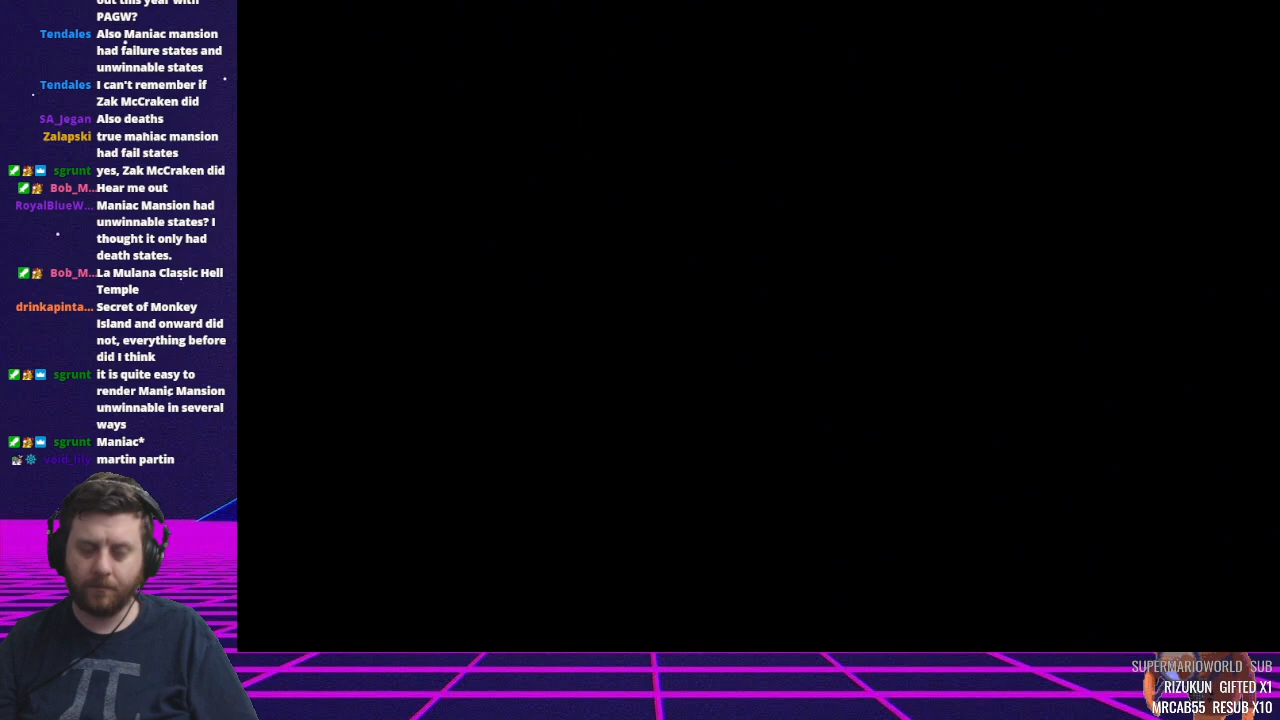 out this year with
PAGW?
Tendales Also Maniac mansion
had failure states and
unwinnable states
Tendales I can't remember if
Zak McCraken did
SA_Jegan Also deaths
Zalapski true maniac mansion
had fail states
sgrunt yes, Zak McCraken did
Bob_M... Hear me out
RoyalBlueW... Maniac Mansion had
unwinnable states? I
thought it only had
death states.
Bob_M... La Mulana Classic Hell
Temple
drinkapinta... Secret of Monkey
Island and onward did
not, everything before
did I think
sgrunt it is quite easy to
render Manic Mansion
unwinnable in several
ways
sgrunt Maniac*
void_lily martin partin
SUPERMARIOWORLD SUB
RIZUKUN GIFTED X1
MRCAB55 RESUB X10